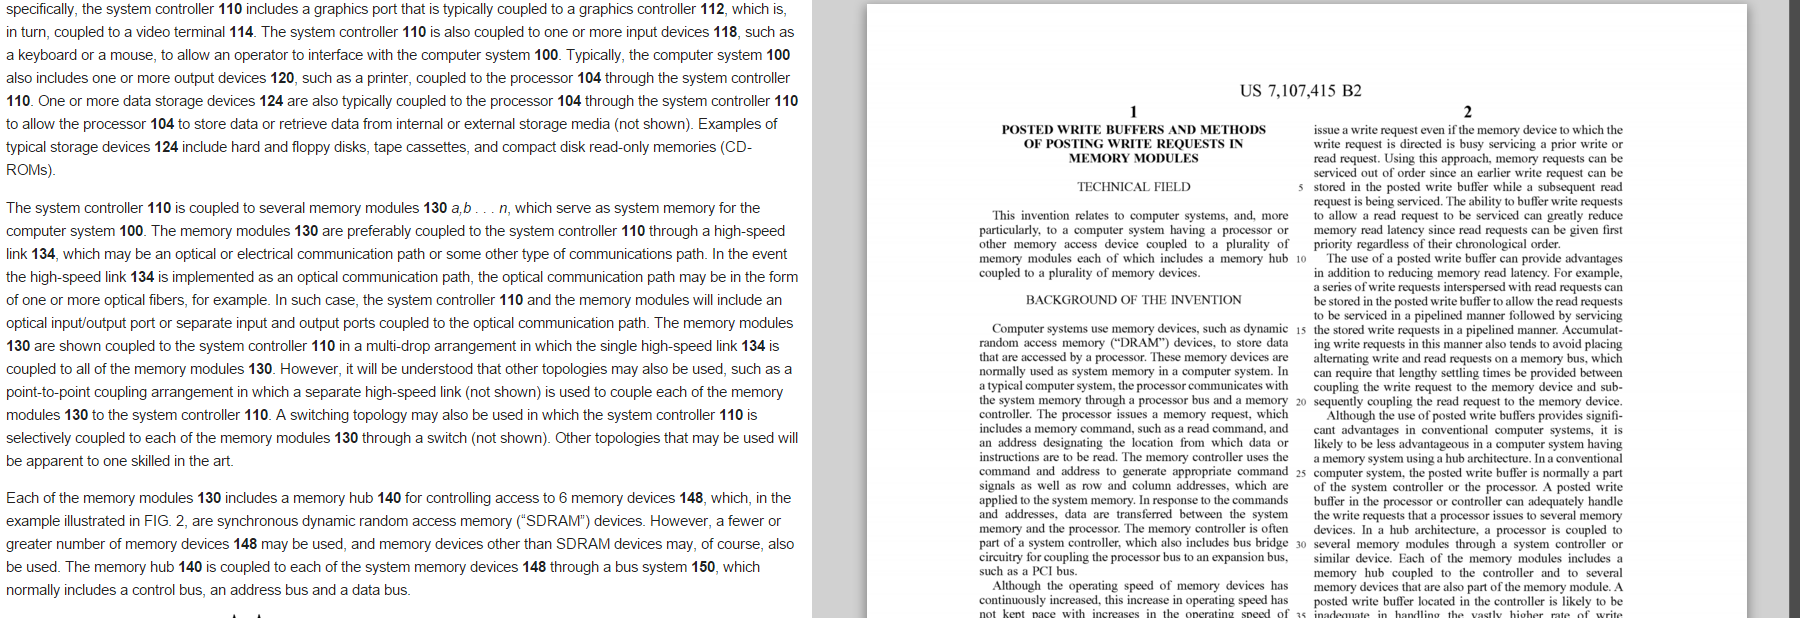 specifically, the system controller 110 includes a graphics port that is typically coupled to a graphics controller 112, which is,
in turn, coupled to a video terminal 114. The system controller 110 is also coupled to one or more input devices 118, such as
a keyboard or a mouse, to allow an operator to interface with the computer system 100. Typically, the computer system 100
also includes one or more output devices 120, such as a printer, coupled to the processor 104 through the system controller
110. One or more data storage devices 124 are also typically coupled to the processor 104 through the system controller 110
to allow the processor 104 to store data or retrieve data from internal or external storage media (not shown). Examples of
typical storage devices 124 include hard and floppy disks, tape cassettes, and compact disk read-only memories (CD-
ROMs).
The system controller 110 is coupled to several memory modules 130 a,b . . . n, which serve as system memory for the
computer system 100. The memory modules 130 are preferably coupled to the system controller 110 through a high-speed
link 134, which may be an optical or electrical communication path or some other type of communications path. In the event
the high-speed link 134 is implemented as an optical communication path, the optical communication path may be in the form
of one or more optical fibers, for example. In such case, the system controller 110 and the memory modules will include an
optical input/output port or separate input and output ports coupled to the optical communication path. The memory modules
130 are shown coupled to the system controller 110 in a multi-drop arrangement in which the single high-speed link 134 is
coupled to all of the memory modules 130. However, it will be understood that other topologies may also be used, such as a
point-to-point coupling arrangement in which a separate high-speed link (not shown) is used to couple each of the memory
modules 130 to the system controller 110. A switching topology may also be used in which the system controller 110 is
selectively coupled to each of the memory modules 130 through a switch (not shown). Other topologies that may be used will
be apparent to one skilled in the art.
Each of the memory modules 130 includes a memory hub 140 for controlling access to 6 memory devices 148, which, in the
example illustrated in FIG. 2, are synchronous dynamic random access memory (“SDRAM”) devices. However, a fewer or
greater number of memory devices 148 may be used, and memory devices other than SDRAM devices may, of course, also
be used. The memory hub 140 is coupled to each of the system memory devices 148 through a bus system 150, which
normally includes a control bus, an address bus and a data bus.
US 7,107,415 B2
1
POSTED WRITE BUFFERS AND METHODS
OF POSTING WRITE REQUESTS IN
MEMORY MODULES
TECHNICAL FIELD
This invention relates to computer systems, and, more
particularly, to a computer system having a processor or
other memory access device coupled to a plurality of
memory modules each of which includes a memory hub
coupled to a plurality of memory devices.
BACKGROUND OF THE INVENTION
Computer systems use memory devices, such as dynamic
random access memory (“DRAM”) devices, to store data
that are accessed by a processor. These memory devices are
normally used as system memory in a computer system. In
a typical computer system, the processor communicates with
the system memory through a processor bus and a memory
controller. The processor issues a memory request, which
includes a memory command, such as a read command, and
an address designating the location from which data or
instructions are to be read. The memory controller uses the
command and address to generate appropriate command
signals as well as row and column addresses, which are
applied to the system memory. In response to the commands
and addresses, data are transferred between the system
memory and the processor. The memory controller is often
part of a system controller, which also includes bus bridge
circuitry for coupling the processor bus to an expansion bus,
such as a PCI bus.
Although the operating speed of memory devices has
continuously increased, this increase in operating speed has
not kept pace with increases in the operating speed of
5
10
15
20
25
30
35
2
issue a write request even if the memory device to which the
write request is directed is busy servicing a prior write or
read request. Using this approach, memory requests can be
serviced out of order since an earlier write request can be
stored in the posted write buffer while a subsequent read
request is being serviced. The ability to buffer write requests
to allow a read request to be serviced can greatly reduce
memory read latency since read requests can be given first
priority regardless of their chronological order.
The use of a posted write buffer can provide advantages
in addition to reducing memory read latency. For example,
a series of write requests interspersed with read requests can
be stored in the posted write buffer to allow the read requests
to be serviced in a pipelined manner followed by servicing
the stored write requests in a pipelined manner. Accumulat-
ing write requests in this manner also tends to avoid placing
alternating write and read requests on a memory bus, which
can require that lengthy settling times be provided between
coupling the write request to the memory device and sub-
sequently coupling the read request to the memory device.
Although the use of posted write buffers provides signifi-
cant advantages in conventional computer systems, it is
likely to be less advantageous in a computer system having
a memory system using a hub architecture. In a conventional
computer system, the posted write buffer is normally a part
of the system controller or the processor. A posted write
buffer in the processor or controller can adequately handle
the write requests that a processor issues to several memory
devices. In a hub architecture, a processor is coupled to
several memory modules through a system controller or
similar device. Each of the memory modules includes a
memory hub coupled to the controller and to several
memory devices that are also part of the memory module. A
posted write buffer located in the controller is likely to be
inadequate in handling the vastly higher rate of write